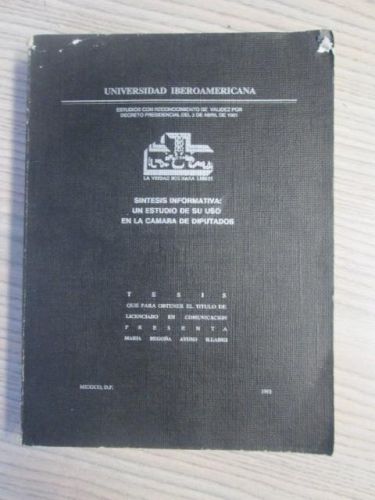 UNIVERSIDAD IBEROAMERICANA
ESTUDIOS CON RECONOCIMIENTO DE VALIDEZ POR
DECRETO PRESIDENCIAL DEL 3 DE ABRIL DE 1981
LA VERDAD NOS HARA LIBRES
SINTESIS INFORMATIVA:
UN ESTUDIO DE SU USO
EN LA CAMARA DE DIPUTADOS
T E S I S
QUE PARA OBTENER EL TITULO DE
LICENCIADO EN COMUNICACION
P R E S E N T A
MARIA BEGOÑA
MEXICO, D.F.